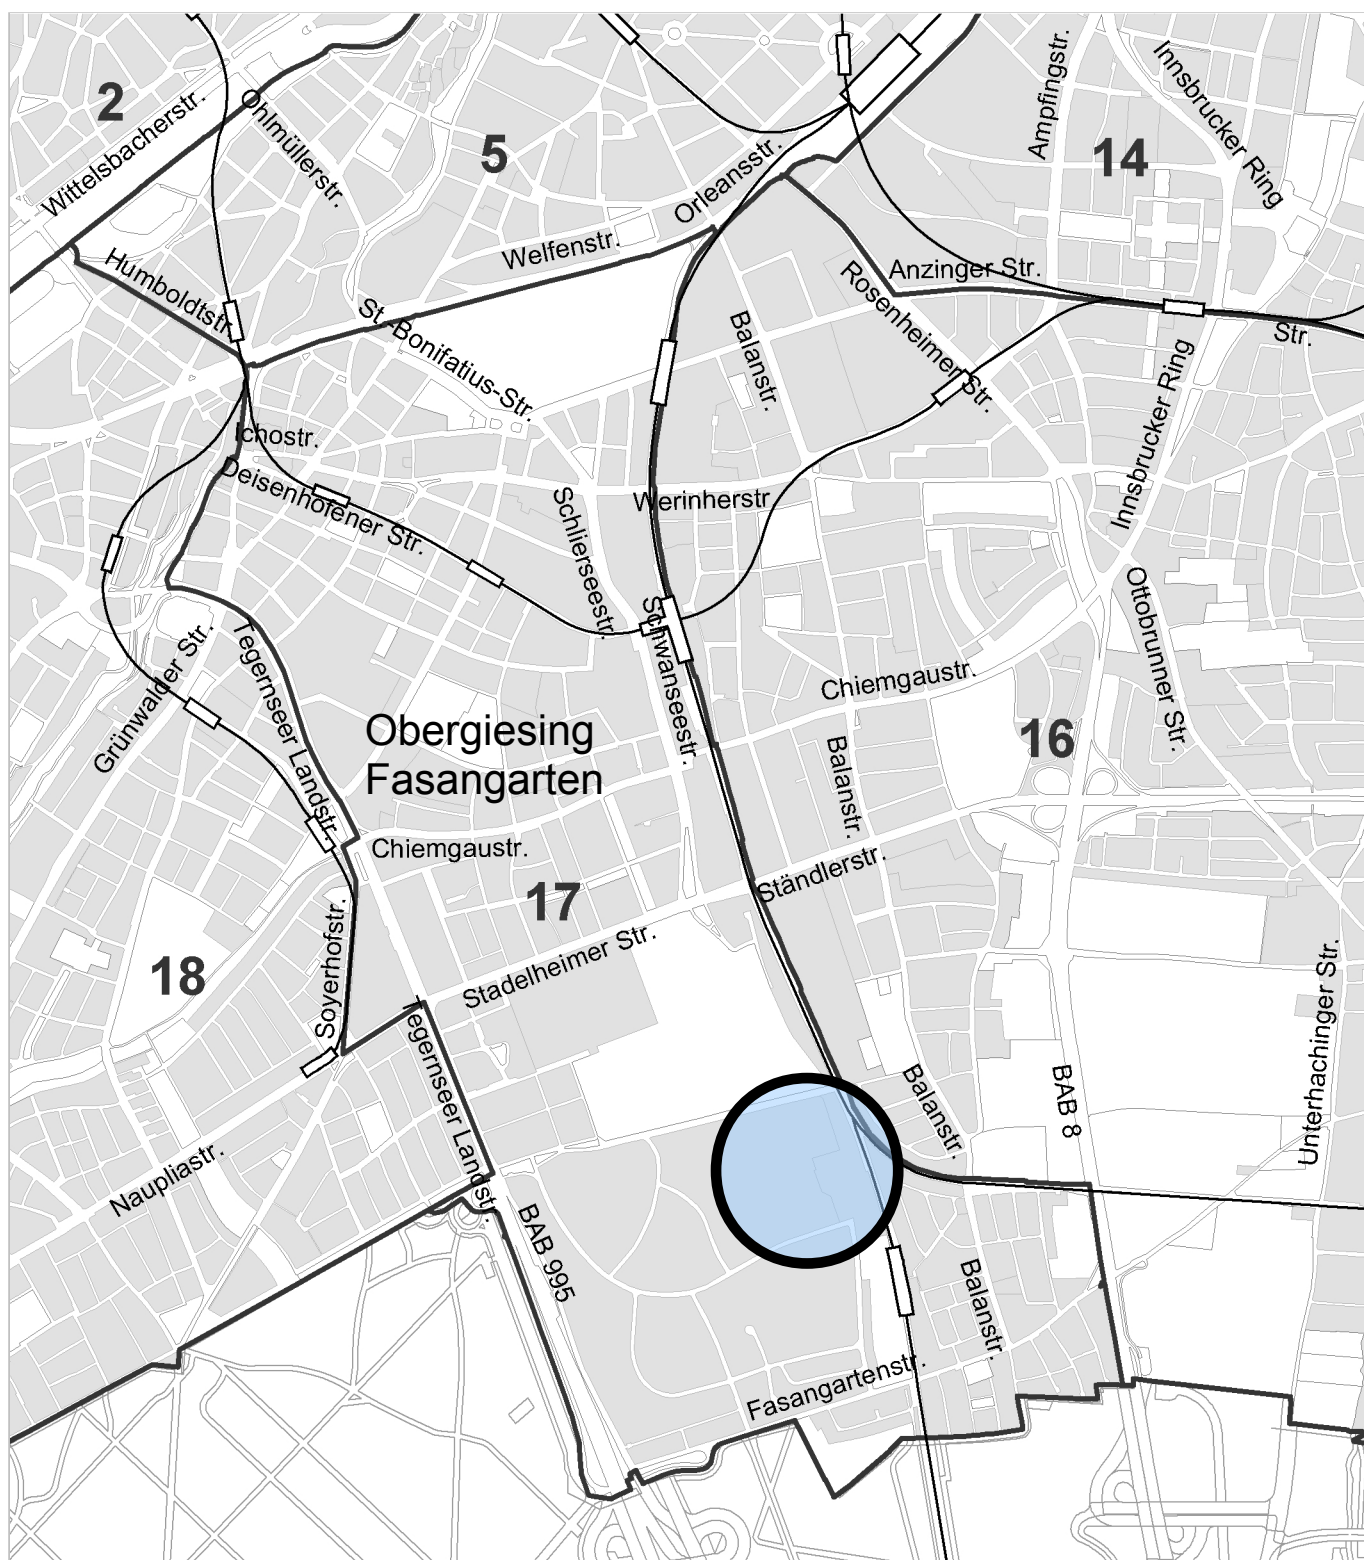 2
Wittelsbacherstr.
Ohlmüllerstr.
5
Orleansstr.
Ampfingstr.
14
Innsbrucker Ring
Humboldtstr.
Welfenstr.
St.-Bonifatius-Str.
Balanstr.
Rosenheimer Str.
Anzinger Str.
Str.
Ichostr.
Deisenhofener Str.
Schlierseestr.
Werinherstr
Innsbrucker Ring
Grünwalder Str.
Tegernseer Landstr.
Schwanseestr.
Chiemgaustr.
Ottobrunner Str.
Obergiesing
Fasangarten
Balanstr.
16
Chiemgaustr.
17
Ständlerstr.
18
Soyerhofstr.
Stadelheimer Str.
Tegernseer Landstr.
Naupliastr.
Balanstr.
BAB 8
Unterhachinger Str.
BAB 995
Balanstr.
Fasangartenstr.